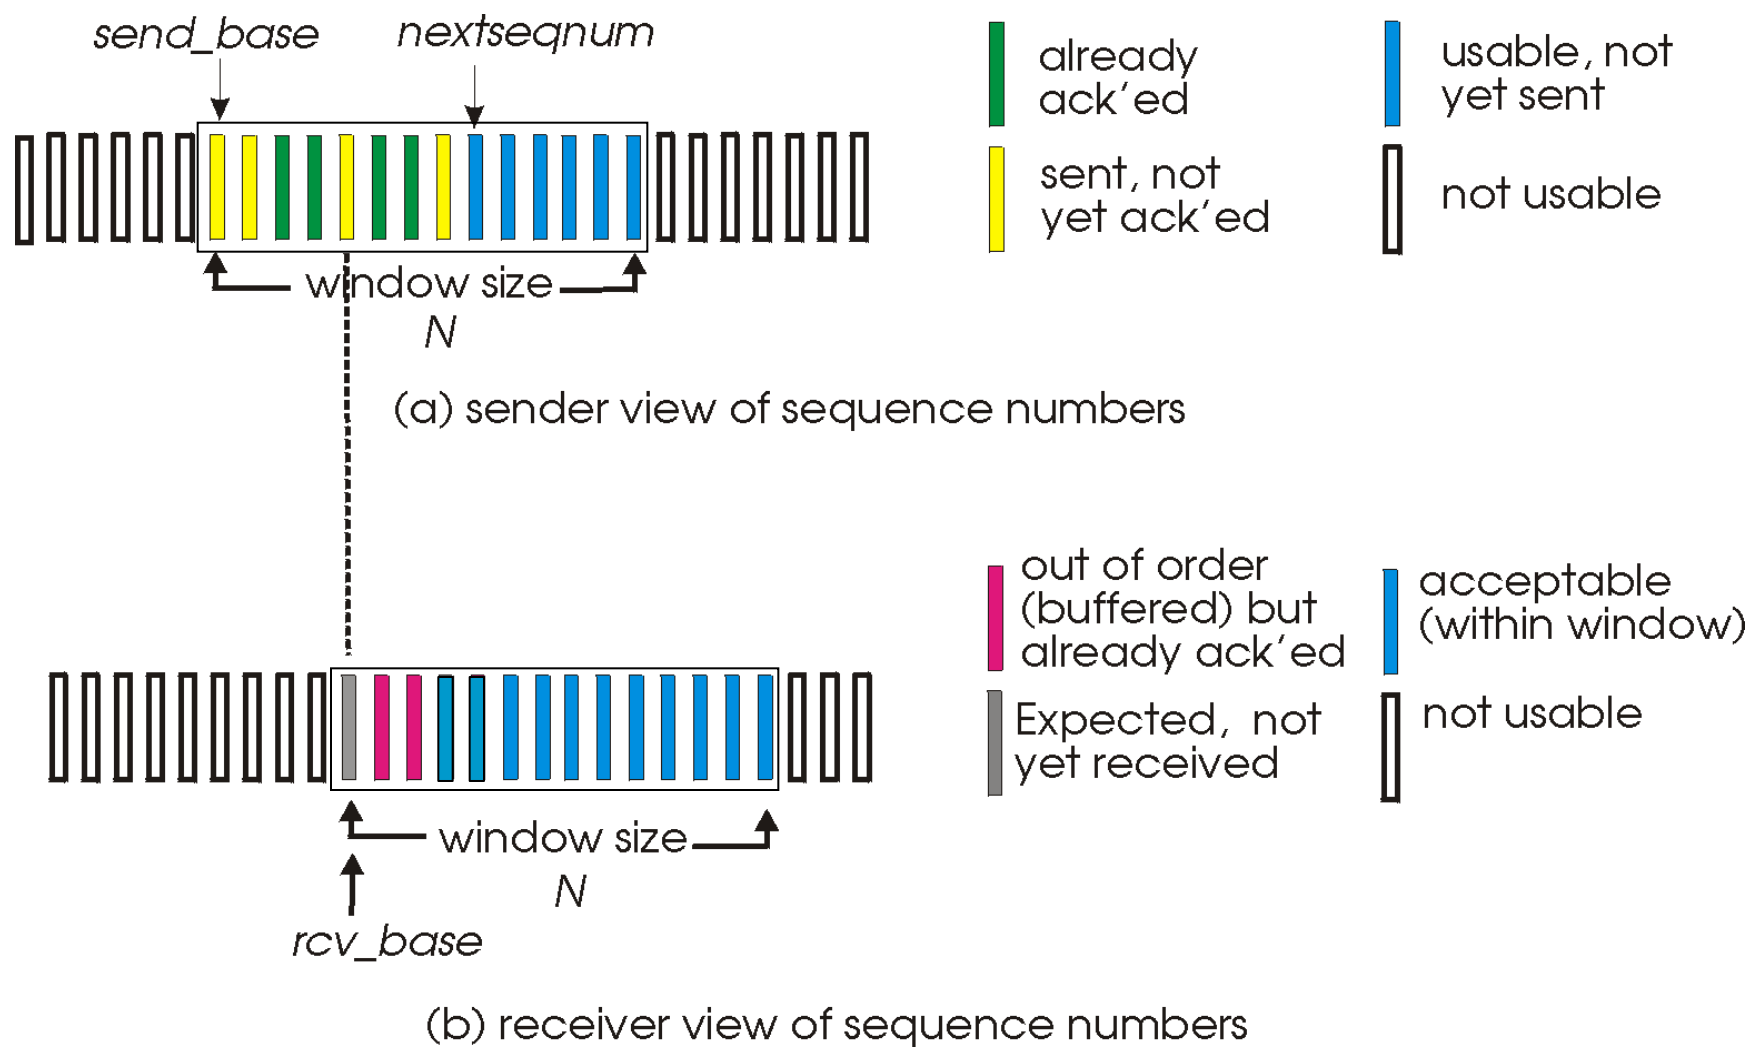 send_base
nextseqnum
already
ack'ed
usable, not
yet sent
sent, not
yet ack'ed
not usable
window size
N
(a) sender view of sequence numbers
out of order
(buffered) but
already ack'ed
acceptable
(within window)
Expected, not
yet received
not usable
window size
N
rcv_base
(b) receiver view of sequence numbers